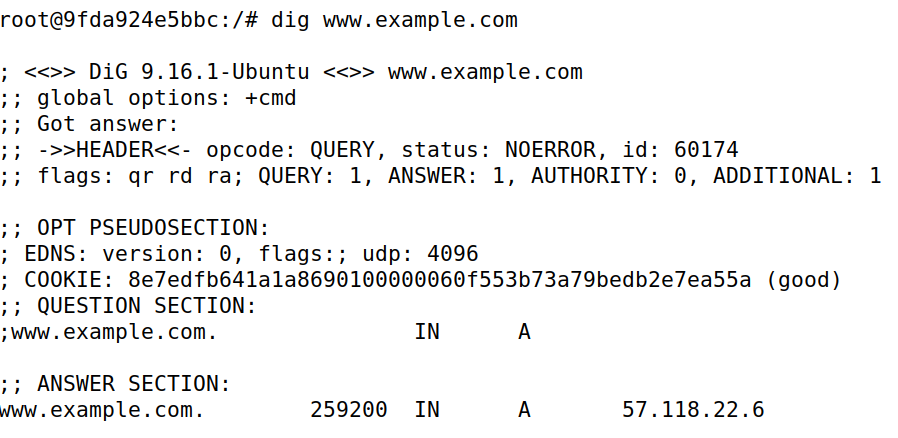 root@9fda924e5bbc:/# dig www.example.com
; <<>> DiG 9.16.1-Ubuntu <<>> www.example.com
;; global options: +cmd
;; Got answer:
;; ->>HEADER<<- opcode: QUERY, status: NOERROR, id: 60174
;; flags: qr rd ra; QUERY: 1, ANSWER: 1, AUTHORITY: 0, ADDITIONAL: 1
;; OPT PSEUDOSECTION:
; EDNS: version: 0, flags:; udp: 4096
; COOKIE: 8e7edfb641a1a8690100000060f553b73a79bedb2e7ea55a (good)
;; QUESTION SECTION:
;www.example.com. IN A
;; ANSWER SECTION:
www.example.com. 259200 IN A 57.118.22.6